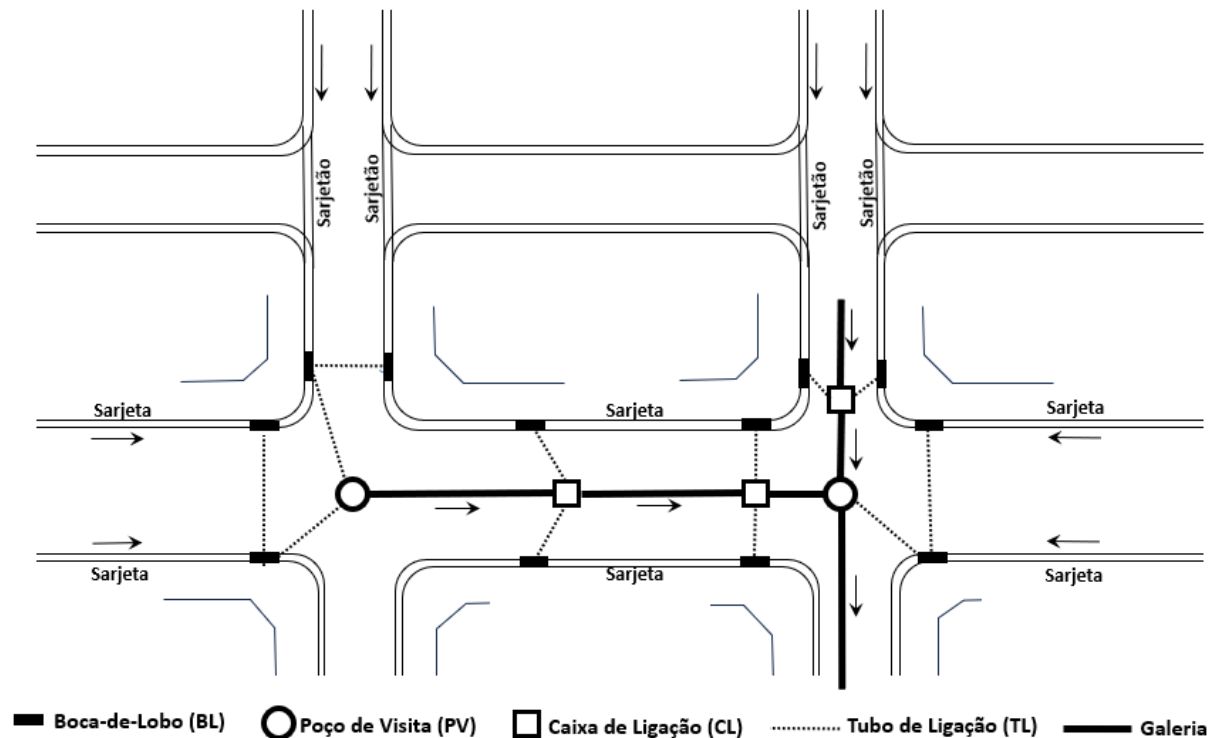 Sarjetão
Sarjetão
Sarjetão
Sarjetão
Sarjeta
Sarjeta
Sarjeta
Sarjeta
Sarjeta
Sarjeta
Boca-de-Lobo (BL)
Poço de Visita (PV)
Caixa de Ligação (CL)
Tubo de Ligação (TL)
Galeria